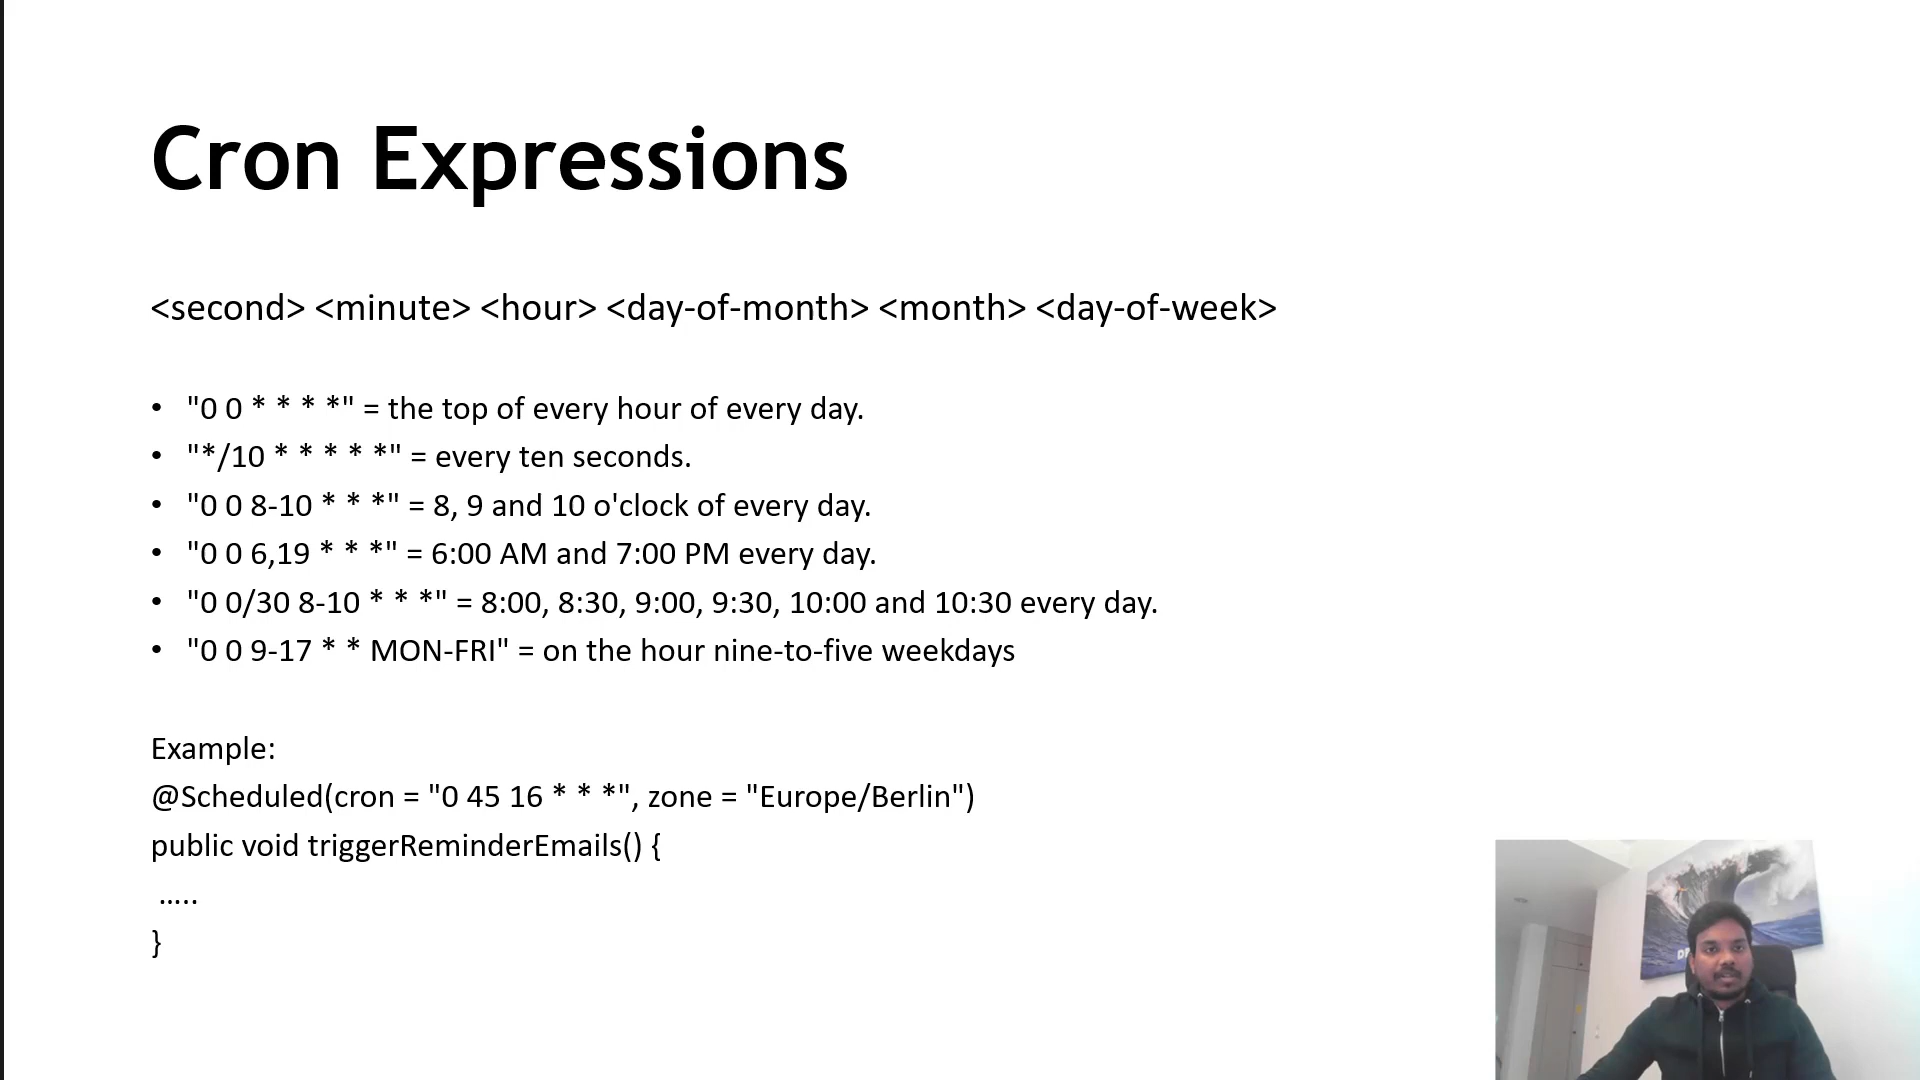 Cron Expressions
<second> <minute> <hour> <day-of-month> <month> <day-of-week>
• "0 0 * * * *" = the top of every hour of every day.
• "*/10 * * * * *" = every ten seconds.
• "0 0 8-10 * * *" = 8, 9 and 10 o'clock of every day.
• "0 0 6,19 * * *" = 6:00 AM and 7:00 PM every day.
• "0 0/30 8-10 * * *" = 8:00, 8:30, 9:00, 9:30, 10:00 and 10:30 every day.
• "0 0 9-17 * * MON-FRI" = on the hour nine-to-five weekdays
Example:
@Scheduled(cron = "0 45 16 * * *", zone = "Europe/Berlin")
public void triggerReminderEmails() {
…..
}